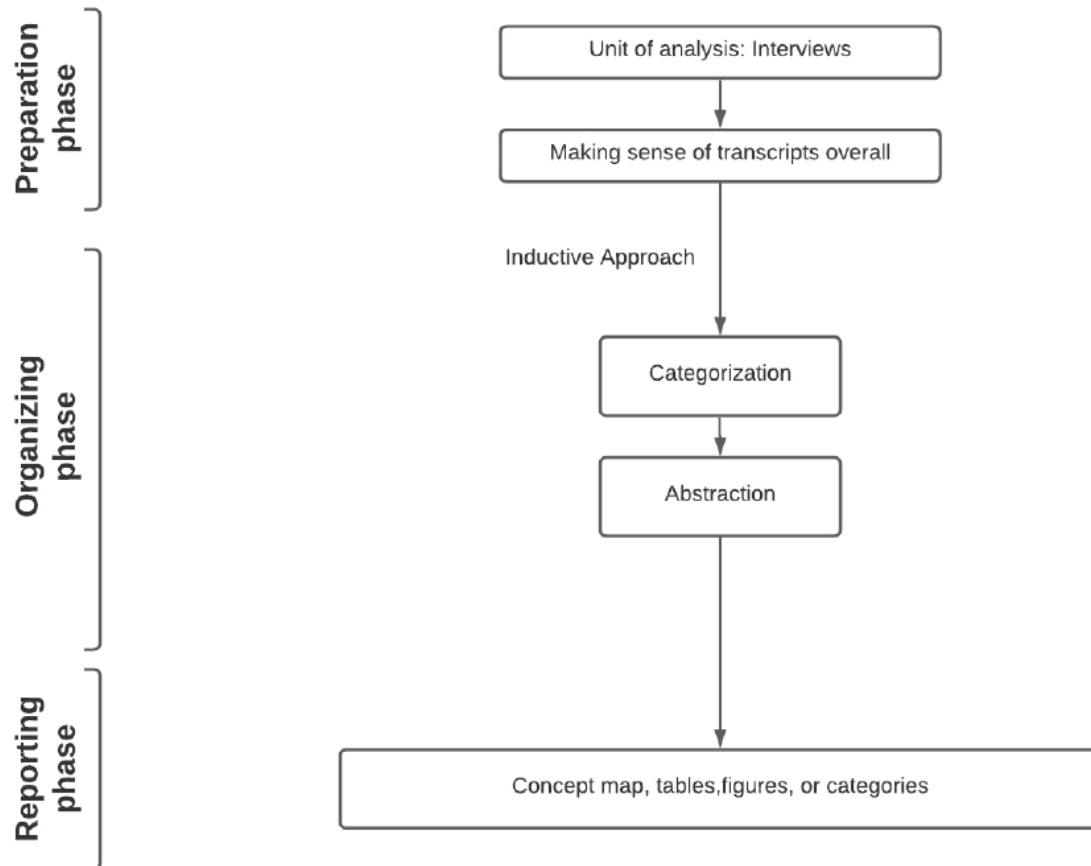 Preparation
phase
Unit of analysis: Interviews
Making sense of transcripts overall
Inductive Approach
Organizing
phase
Categorization
Abstraction
Reporting
phase
Concept map, tables,figures, or categories